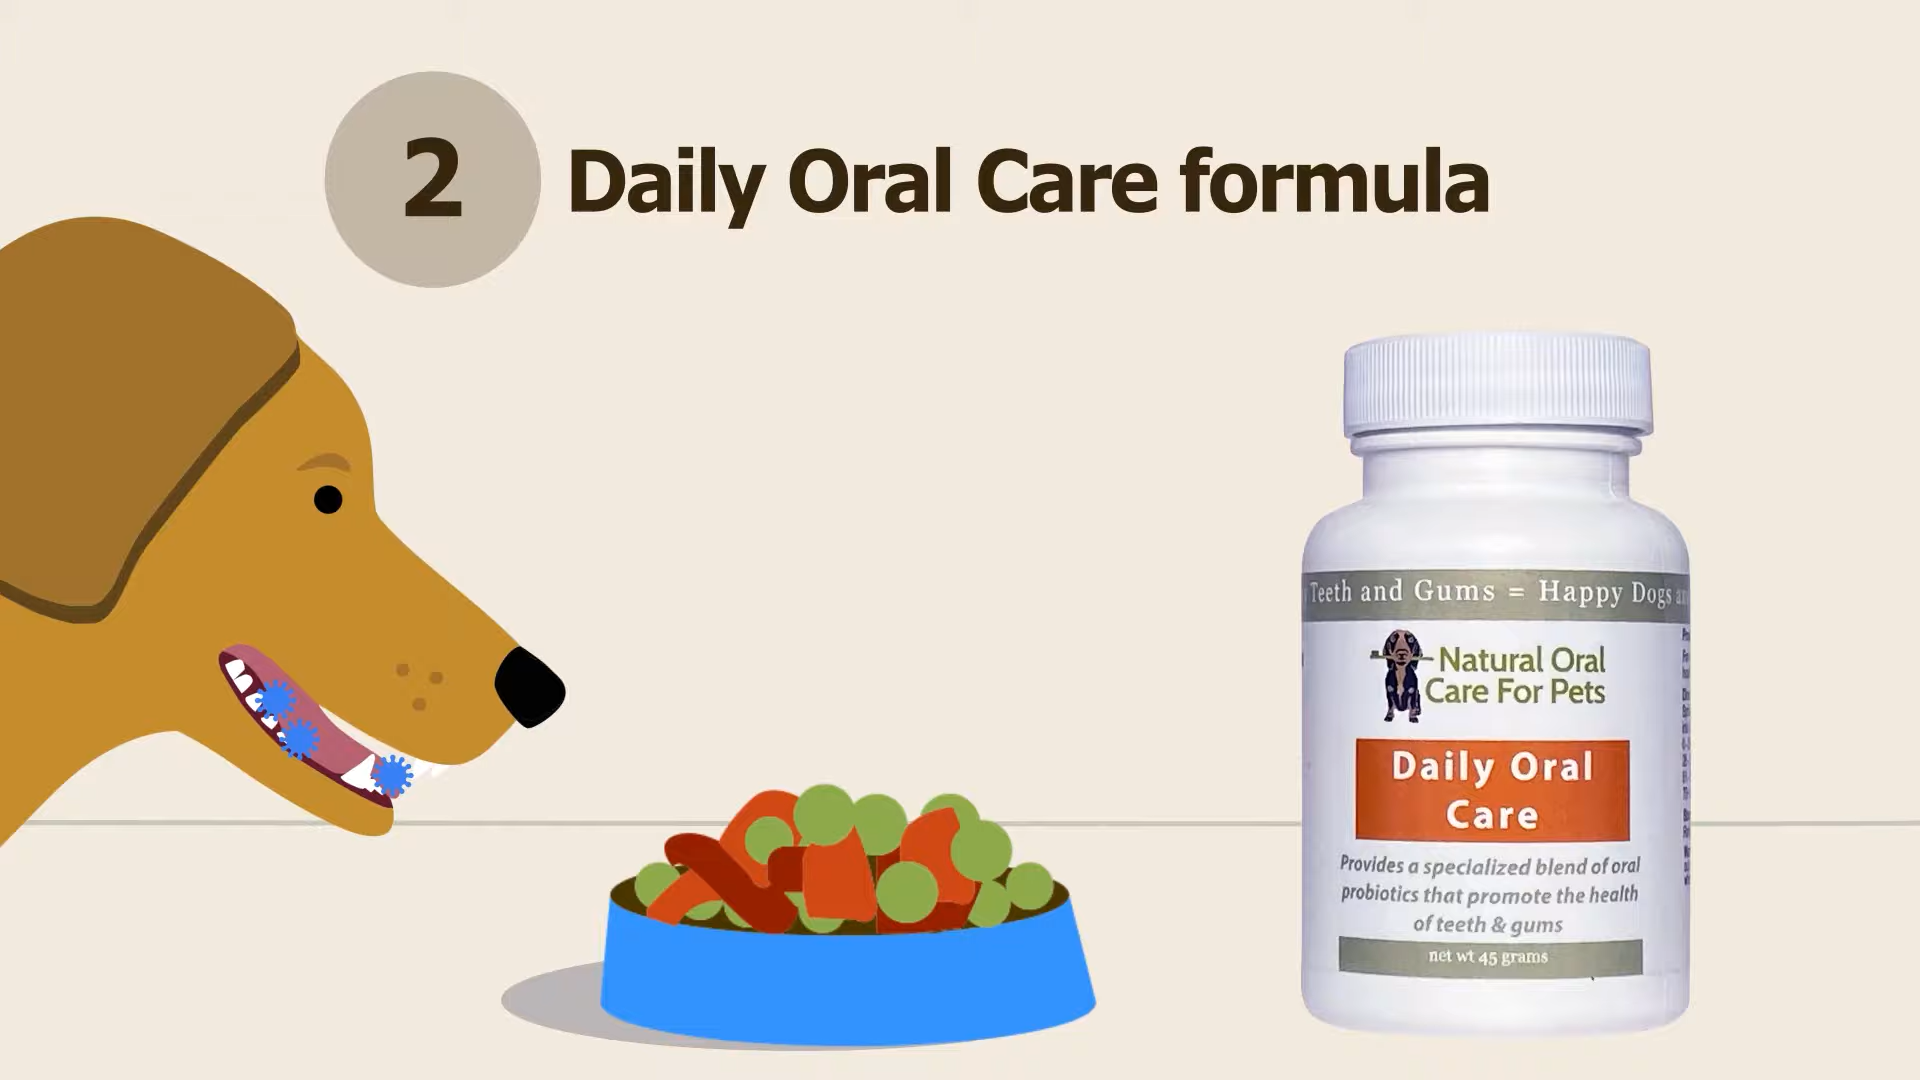 2
Daily Oral Care formula
Teeth and Gums = Happy Dogs
Natural Oral
Care For Pets
Daily Oral
Care
Provides a specialized blend of oral
probiotics that promote the health
of teeth & gums
net wt 45 grams